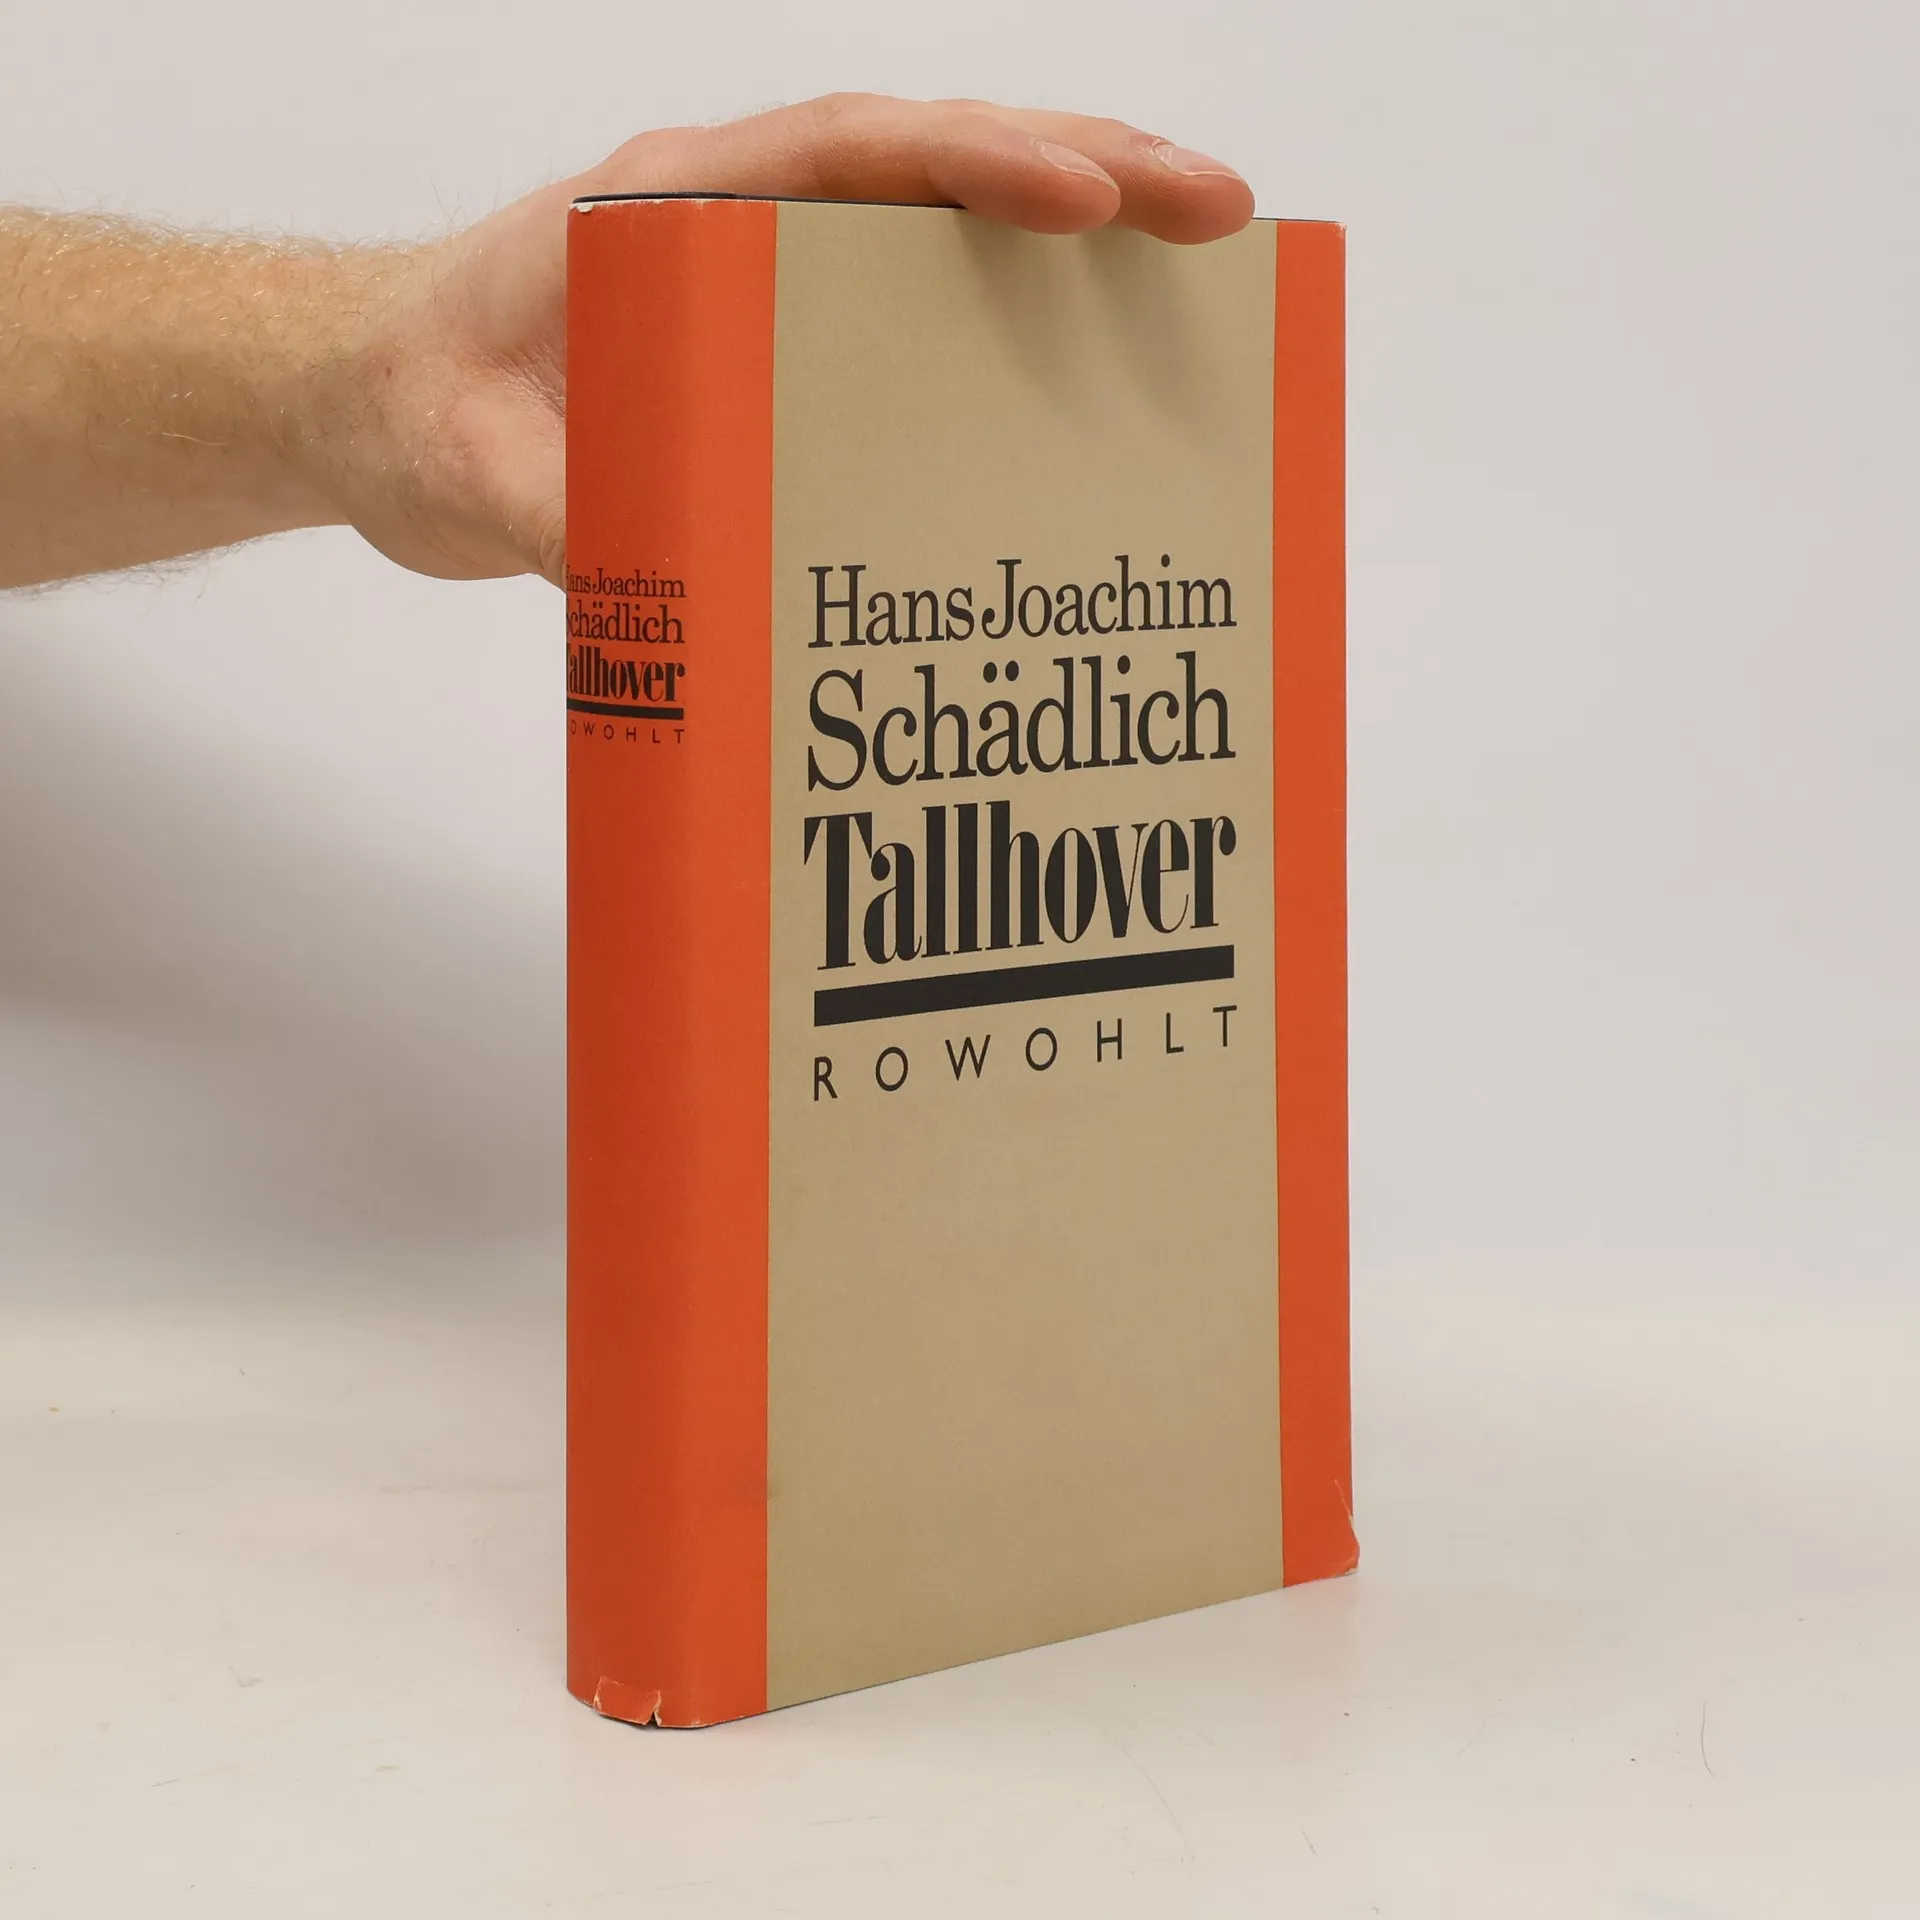 Hans Joachim
Schädlich
Tallhover
ROWOHLT
Hans Joachim
Schädlich
Tallhover
ROWOHLT